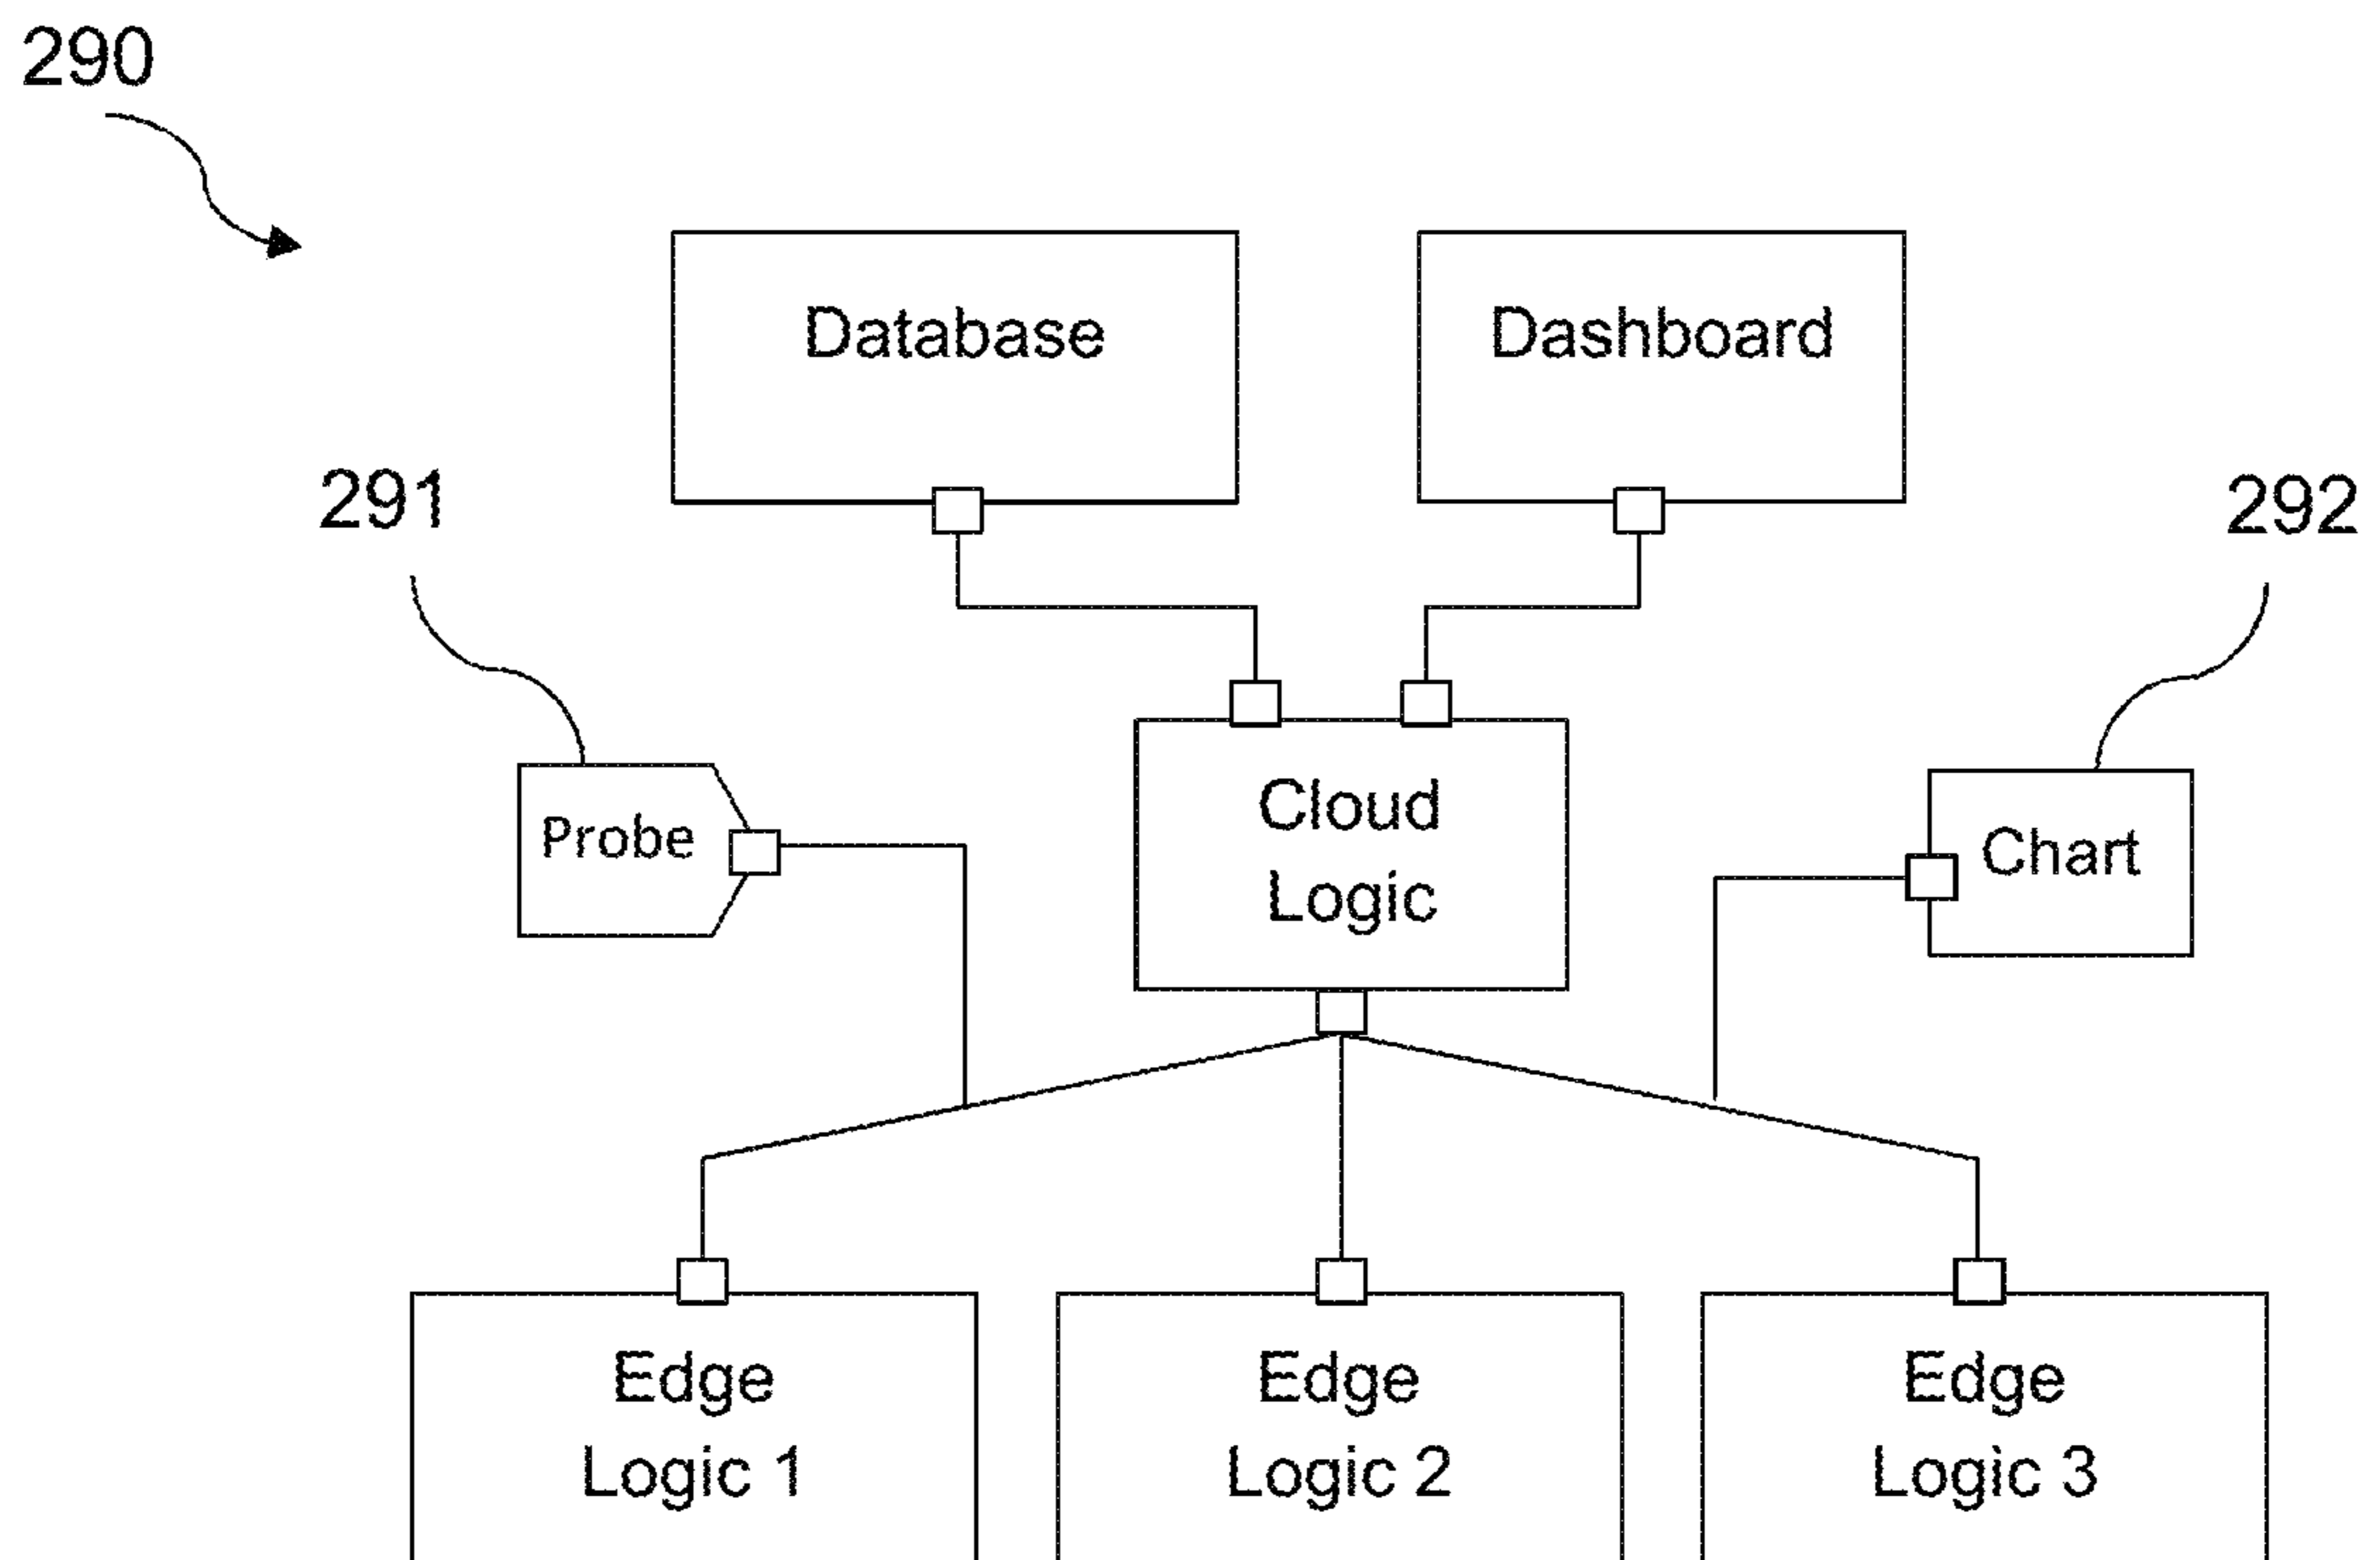 290
Database
Dashboard
291
292
Probe
Cloud
Logic
Chart
Edge
Logic 1
Edge
Logic 2
Edge
Logic 3